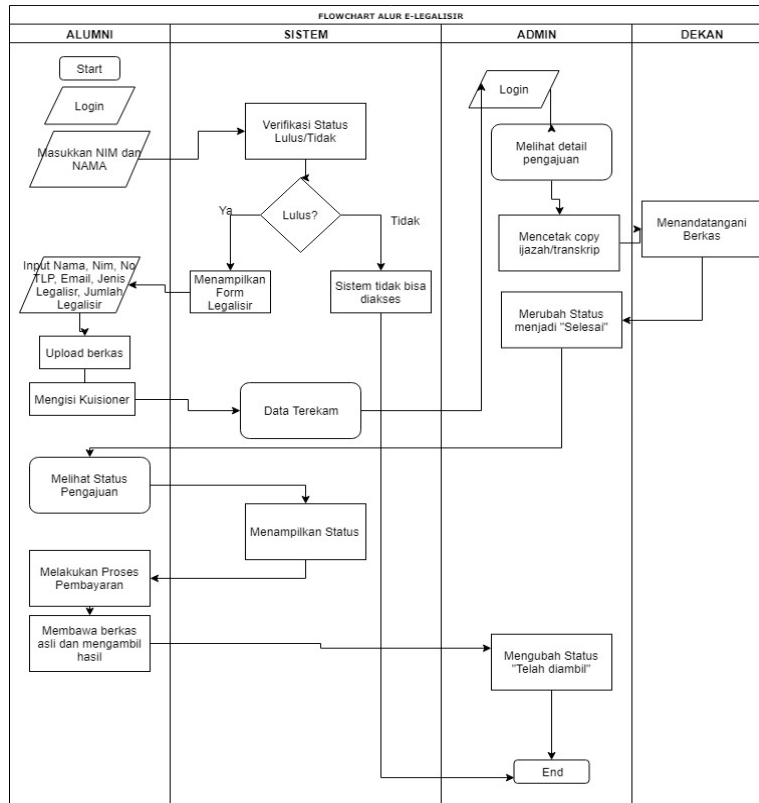 FLOWCHART ALUR E-LEGALISIR
ALUMNI
SISTEM
ADMIN
DEKAN
Start
Login
Masukkan NIM dan
NAMA
Verifikasi Status
Lulus/Tidak
Lulus?
Ya
Tidak
Menampilkan
Form
Legalisir
Sistem tidak bisa
diakses
Input Nama, Nim, No
TLP, Email, Jenis
Legalisr, Jumlah
Legalisir
Upload berkas
Mengisi Kuisioner
Data Terekam
Login
Melihat detail
pengajuan
Mencetak copy
ijazah/transkrip
Menandatangani
Berkas
Merubah Status
menjadi "Selesai"
Melihat Status
Pengajuan
Menampilkan Status
Melakukan Proses
Pembayaran
Membawa berkas
asli dan mengambil
hasil
Mengubah Status
"Telah diambil"
End